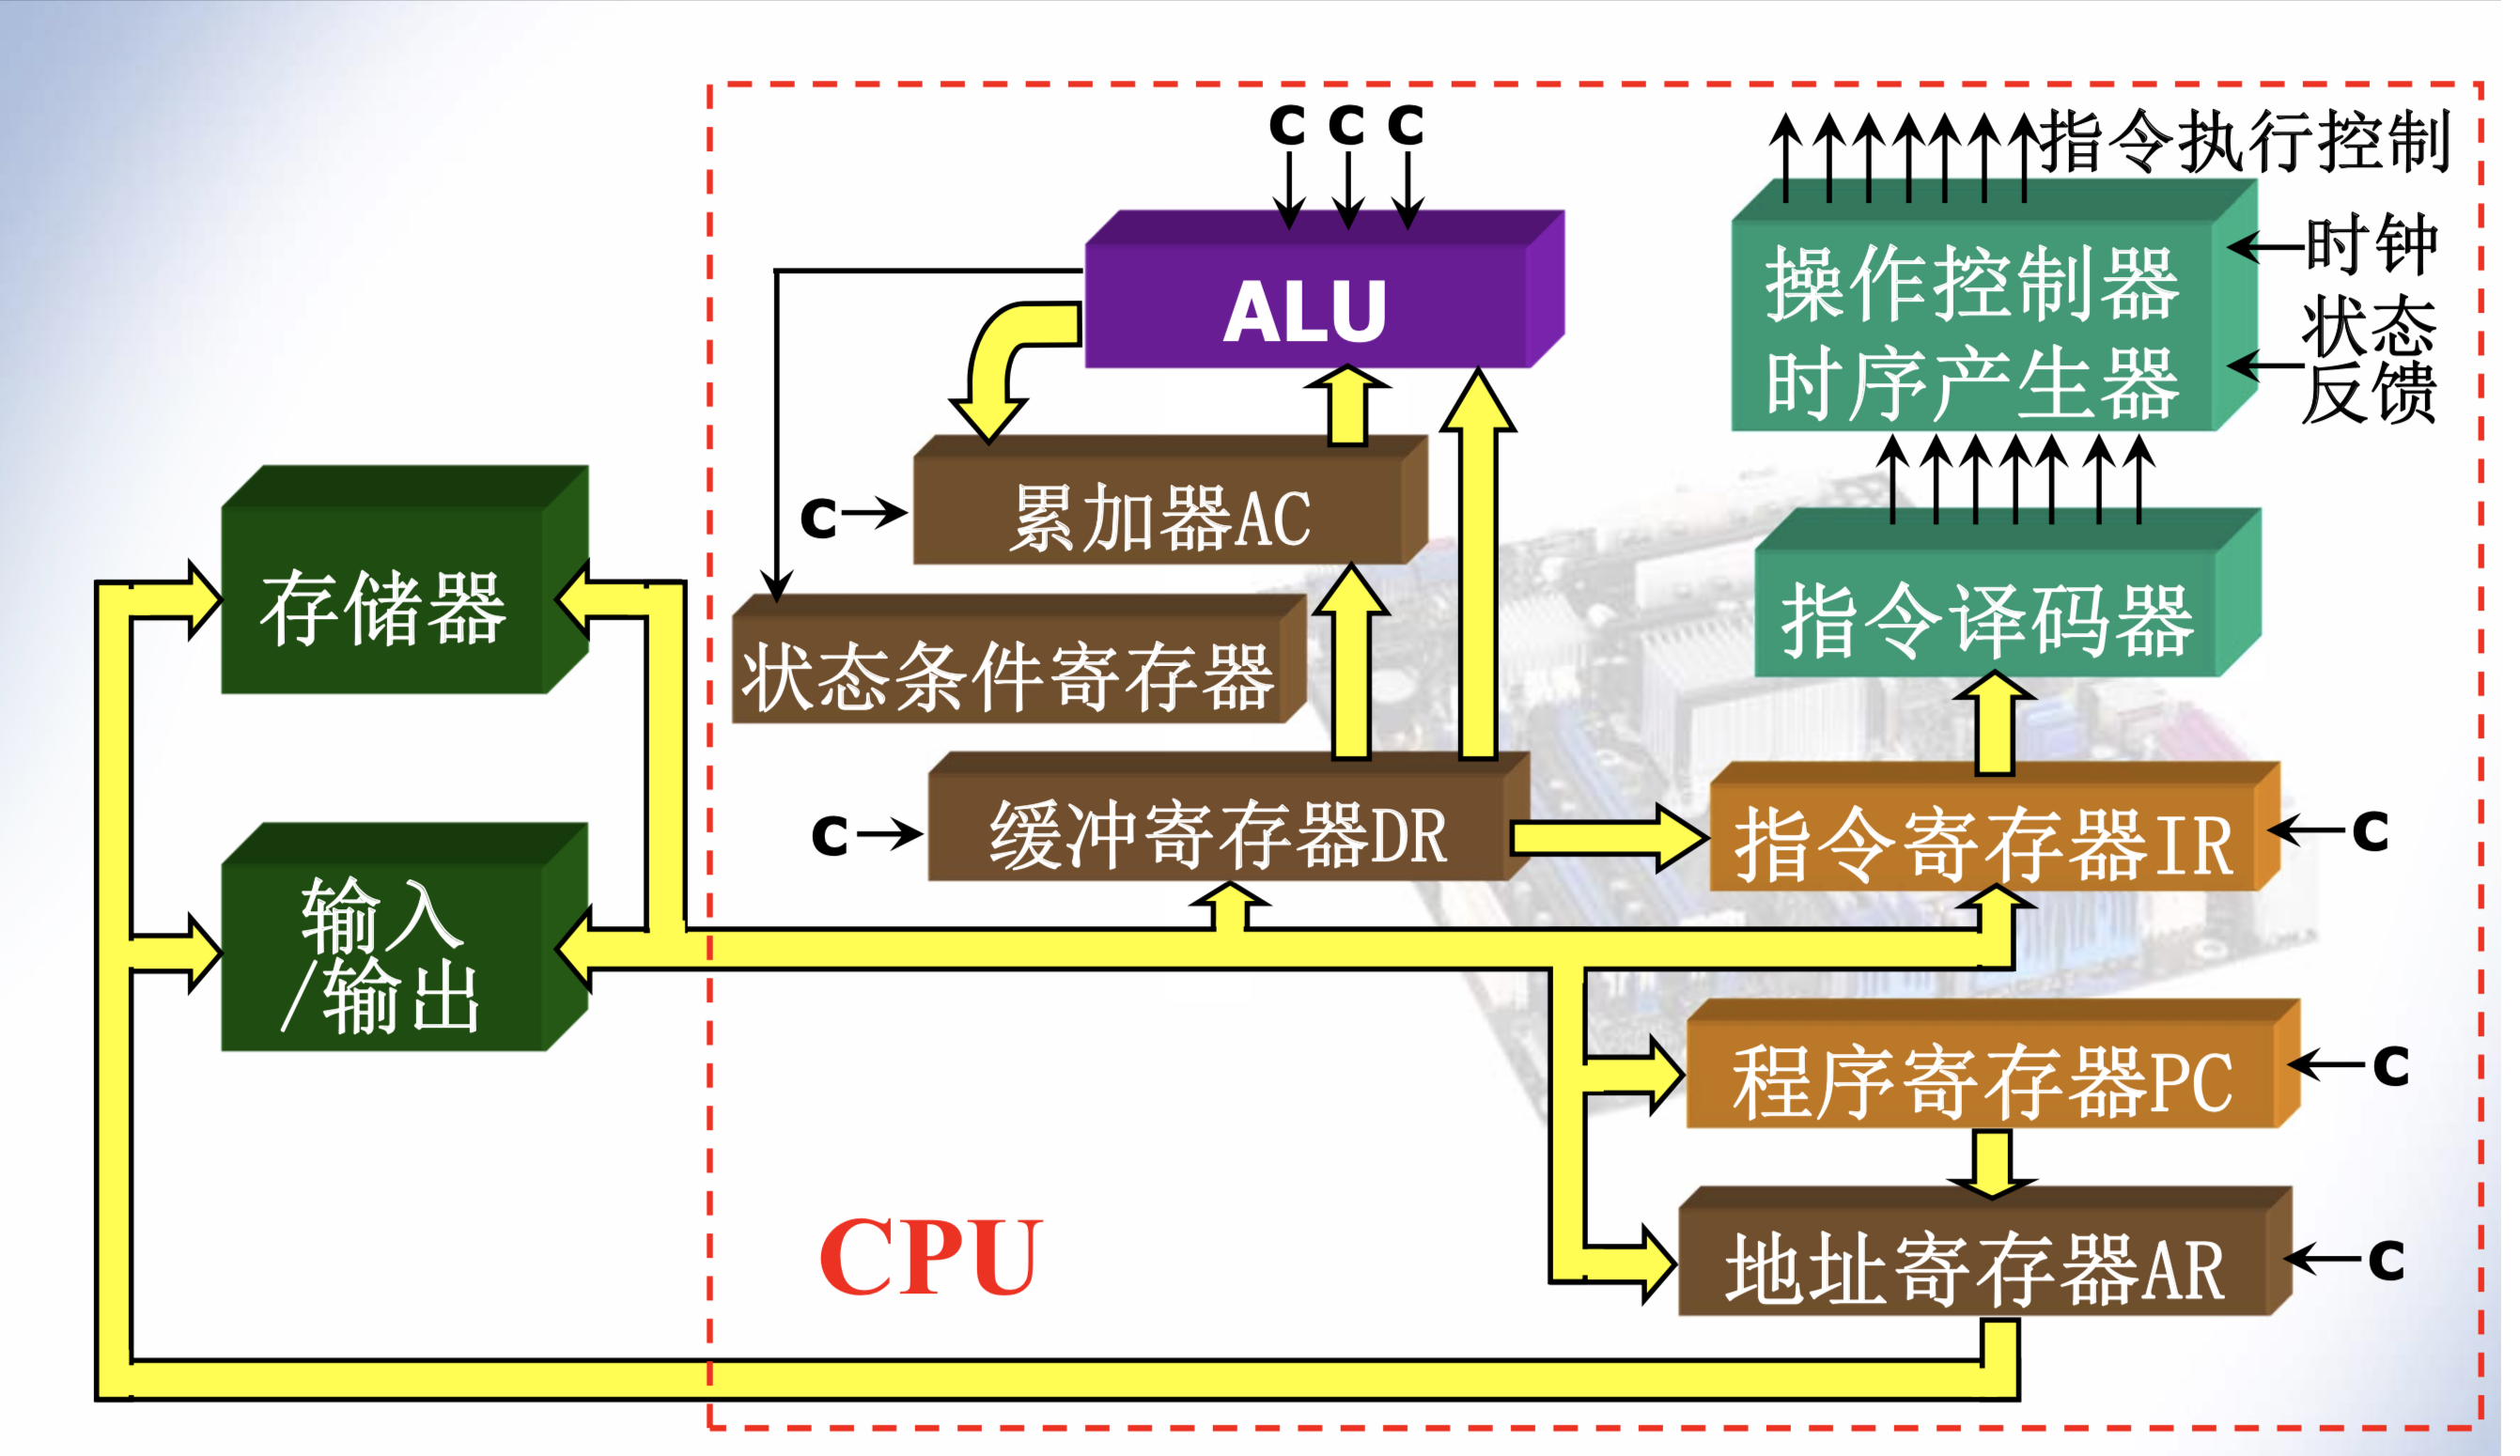 c c c
指令执行控制
ALU
操作控制器
时序产生器
时钟
状态
反馈
c
累加器AC
存储器
状态条件寄存器
指令译码器
c
缓冲寄存器DR
指令寄存器IR
c
输入
/输出
程序寄存器PC
c
CPU
地址寄存器AR
c